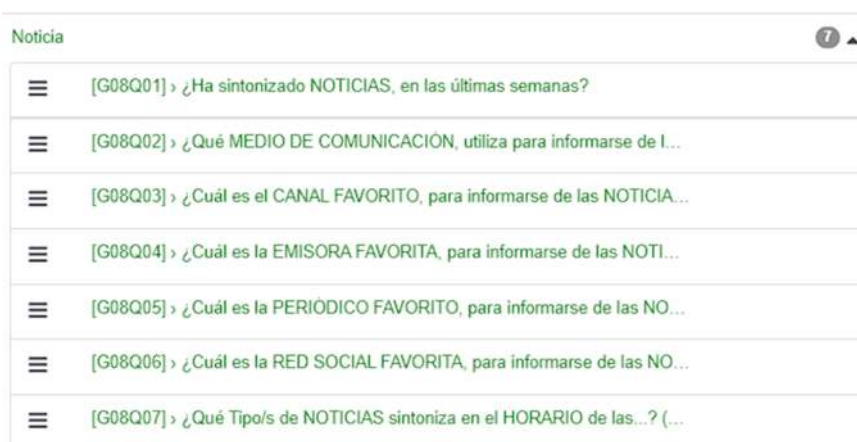 Noticia 7
[G08Q01] › ¿Ha sintonizado NOTICIAS, en las últimas semanas?
[G08Q02] › ¿Qué MEDIO DE COMUNICACIÓN, utiliza para informarse de l...
[G08Q03] › ¿Cuál es el CANAL FAVORITO, para informarse de las NOTICIA...
[G08Q04] › ¿Cuál es la EMISORA FAVORITA, para informarse de las NOTI...
[G08Q05] › ¿Cuál es la PERIÓDICO FAVORITO, para informarse de las NO...
[G08Q06] › ¿Cuál es la RED SOCIAL FAVORITA, para informarse de las NO...
[G08Q07] › ¿Qué Tipo/s de NOTICIAS sintoniza en el HORARIO de las...? (...